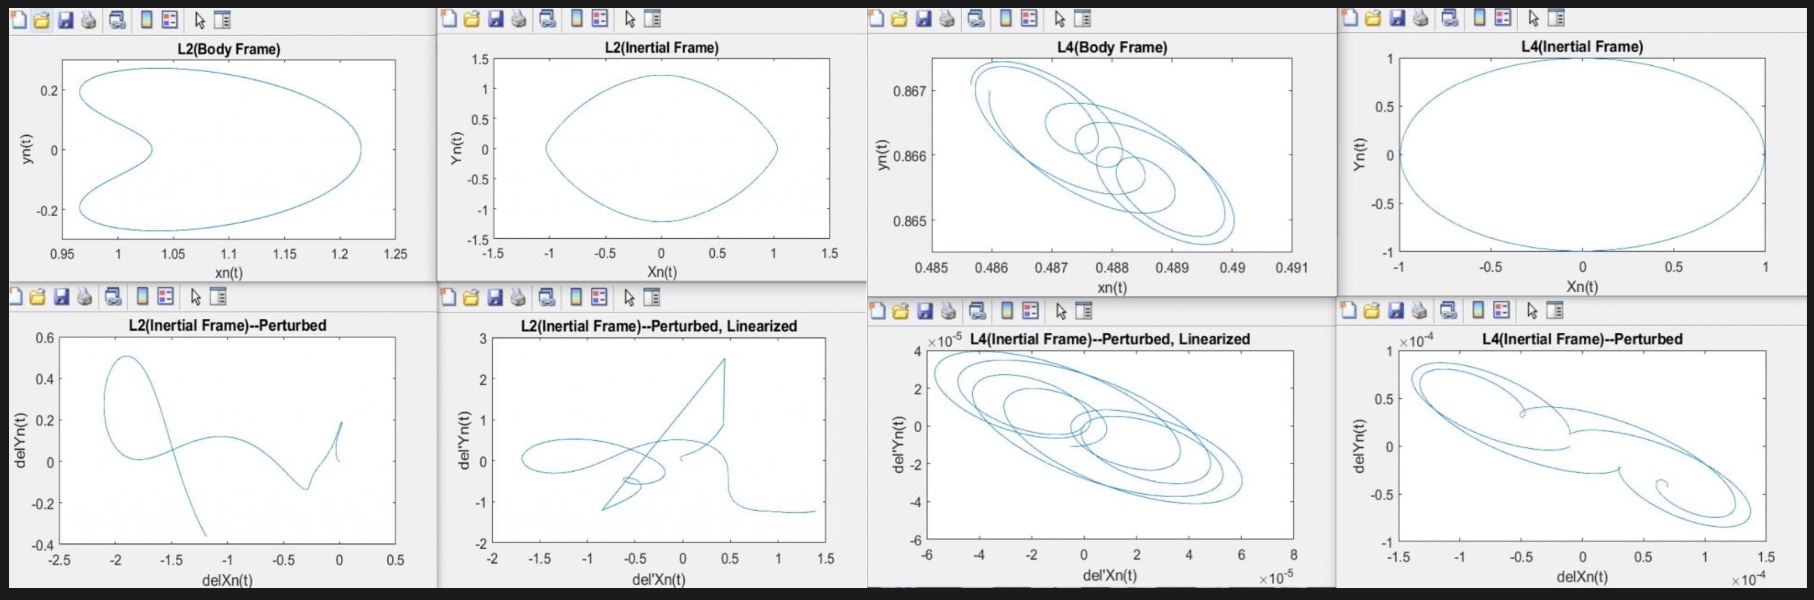 L2(Body Frame)
0.2
0
-0.2
yn(t)
0.95 1 1.05 1.1 1.15 1.2 1.25
xn(t)
L2(Inertial Frame)
1.5
1
0.5
0
-0.5
-1
-1.5
Yn(t)
-1.5 -1 -0.5 0 0.5 1 1.5
Xn(t)
L4(Body Frame)
0.867
0.866
0.865
yn(t)
0.485 0.486 0.487 0.488 0.489 0.49 0.491
xn(t)
L4(Inertial Frame)
1
0.5
0
-0.5
-1
Yn(t)
-1 -0.5 0 0.5 1
Xn(t)
L2(Inertial Frame)--Perturbed
0.6
0.4
0.2
0
-0.2
-0.4
delYn(t)
-2.5 -2 -1.5 -1 -0.5 0 0.5
delXn(t)
L2(Inertial Frame)--Perturbed, Linearized
3
2
1
0
-1
-2
del'Yn(t)
-2 -1.5 -1 -0.5 0 0.5 1 1.5
del'Xn(t)
×10⁻⁵ L4(Inertial Frame)--Perturbed, Linearized
4
2
0
-2
-4
-6
del'Yn(t)
-6 -4 -2 0 2 4 6 8
del'Xn(t) ×10⁻⁵
×10⁻⁴ L4(Inertial Frame)--Perturbed
1
0.5
0
-0.5
-1
delYn(t)
-1.5 -1 -0.5 0 0.5 1 1.5
delXn(t) ×10⁻⁴